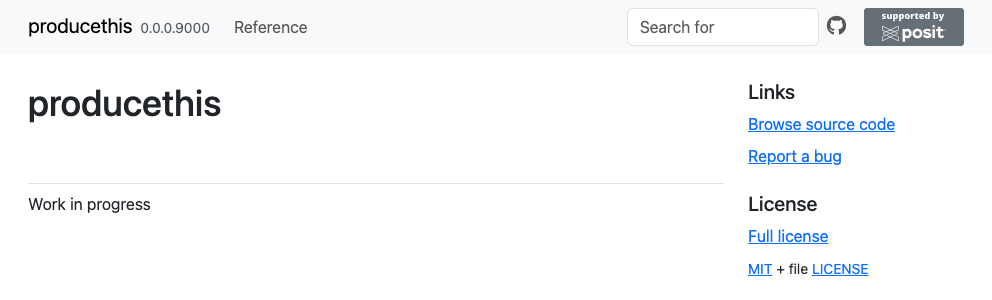 producethis 0.0.0.9000 Reference Search for supported by posit
producethis
Work in progress
Links
Browse source code
Report a bug
License
Full license
MIT + file LICENSE